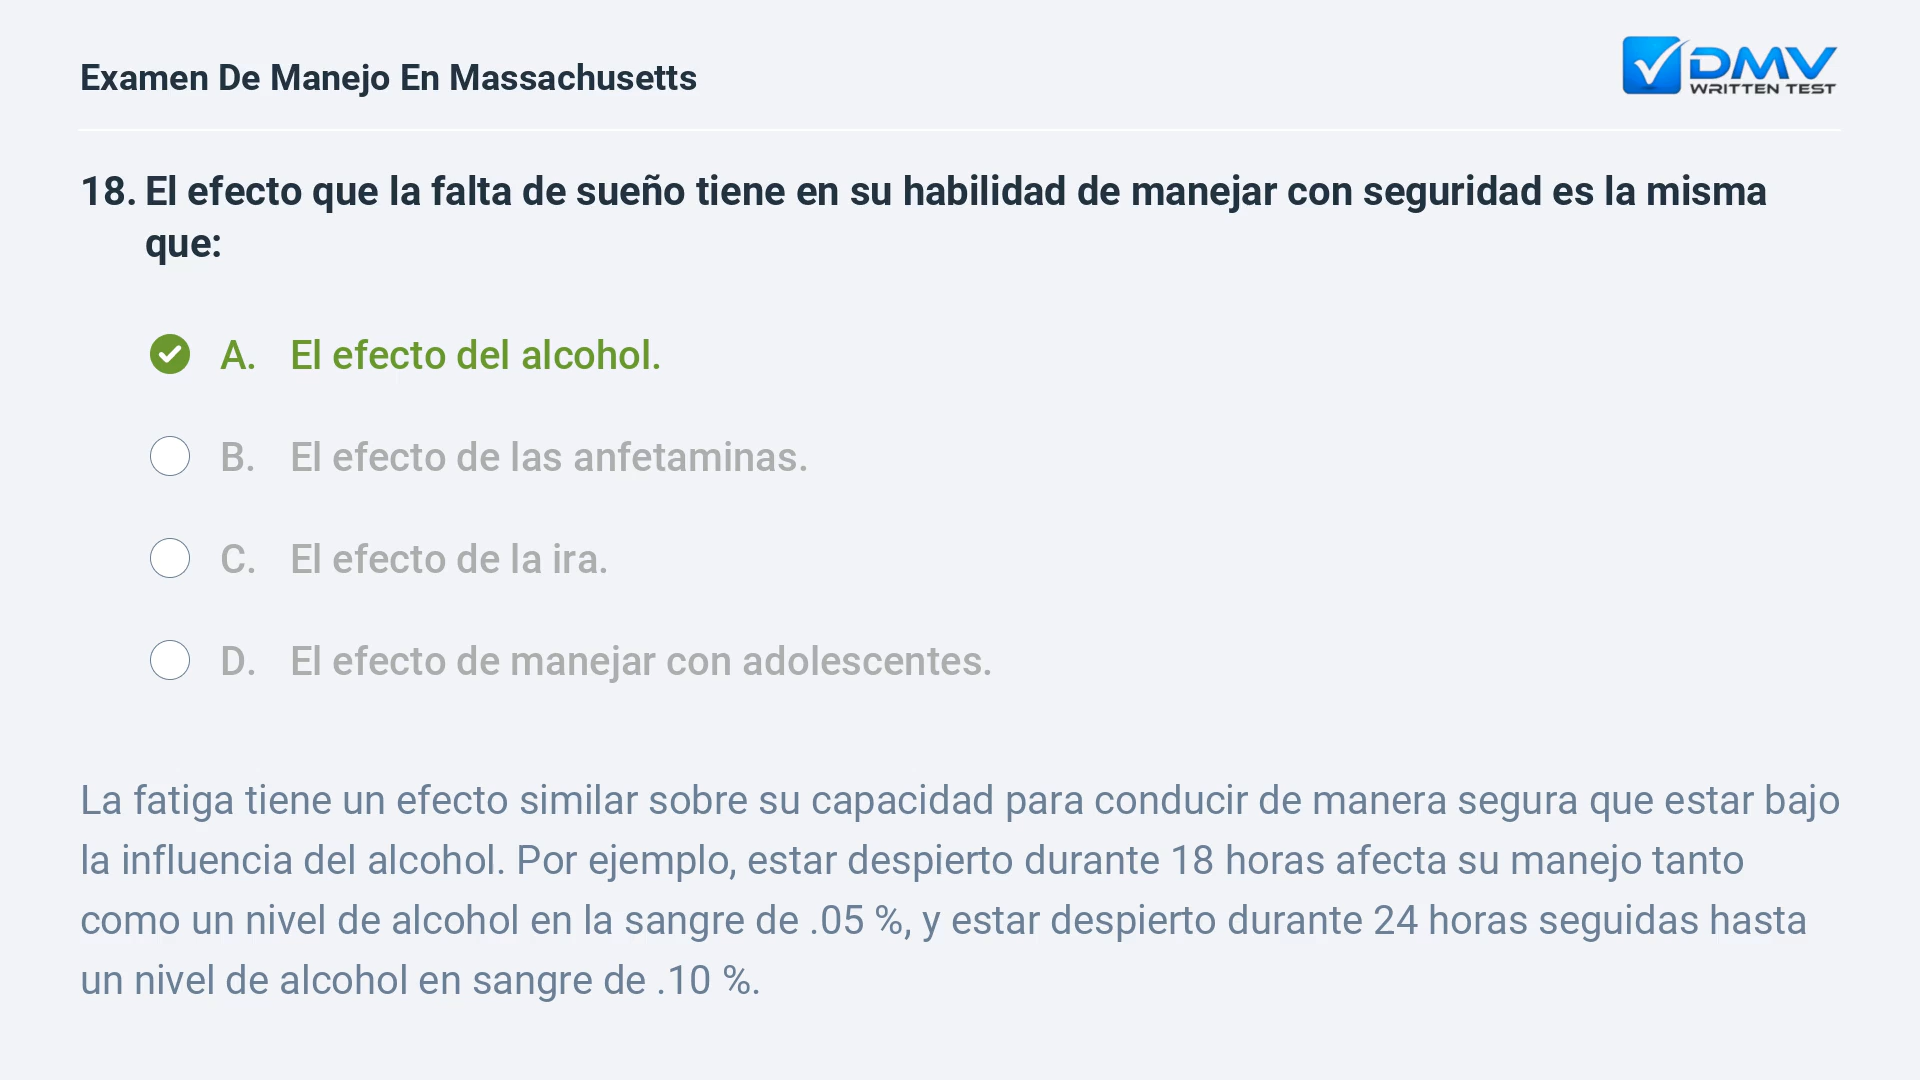 Examen De Manejo En Massachusetts
DMV
WRITTEN TEST
18. El efecto que la falta de sueño tiene en su habilidad de manejar con seguridad es la misma
que:
A. El efecto del alcohol.
B. El efecto de las anfetaminas.
C. El efecto de la ira.
D. El efecto de manejar con adolescentes.
La fatiga tiene un efecto similar sobre su capacidad para conducir de manera segura que estar bajo
la influencia del alcohol. Por ejemplo, estar despierto durante 18 horas afecta su manejo tanto
como un nivel de alcohol en la sangre de .05 %, y estar despierto durante 24 horas seguidas hasta
un nivel de alcohol en sangre de .10 %.